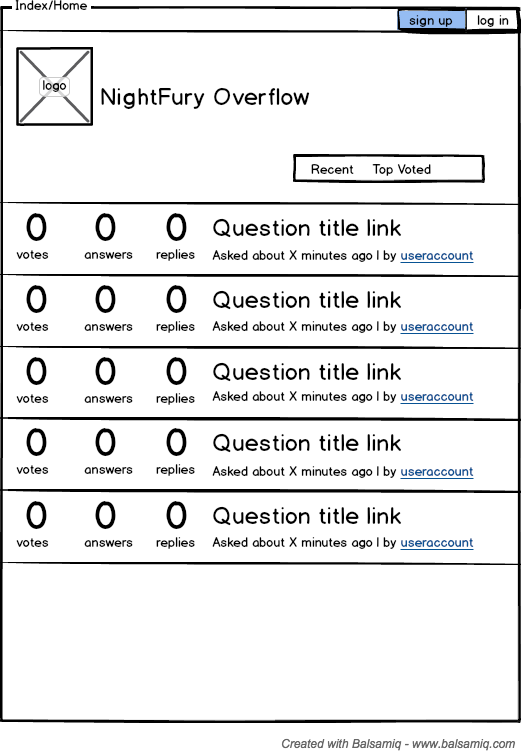 Index/Home
sign up log in
logo
NightFury Overflow
Recent Top Voted
0 0 0 Question title link
votes answers replies Asked about X minutes ago | by useraccount
0 0 0 Question title link
votes answers replies Asked about X minutes ago | by useraccount
0 0 0 Question title link
votes answers replies Asked about X minutes ago | by useraccount
0 0 0 Question title link
votes answers replies Asked about X minutes ago | by useraccount
0 0 0 Question title link
votes answers replies Asked about X minutes ago | by useraccount
Created with Balsamiq - www.balsamiq.com